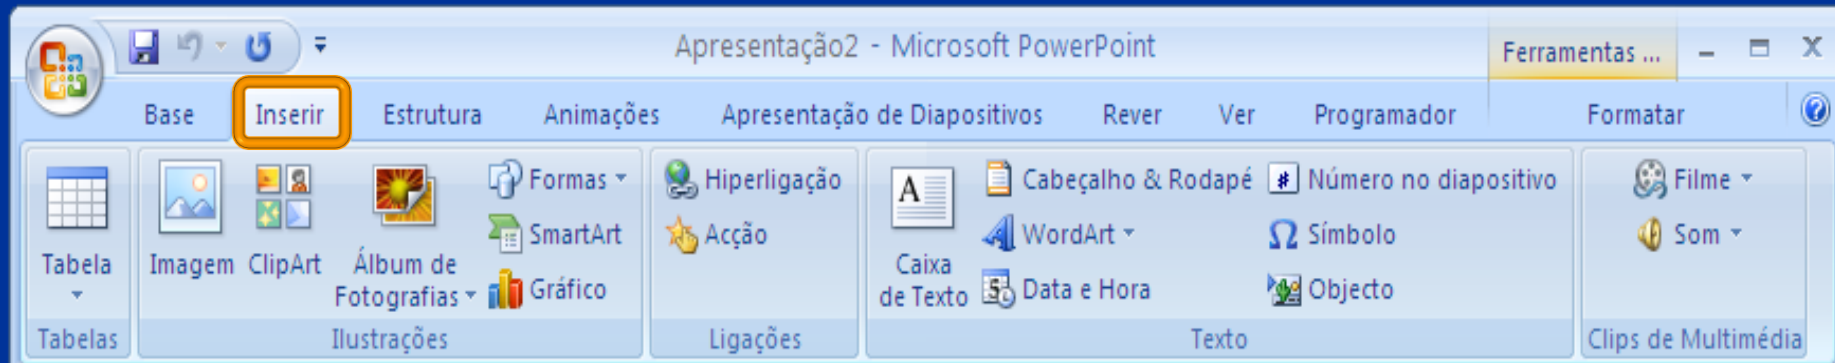 Apresentação2 - Microsoft PowerPoint
Ferramentas ...
Base Inserir Estrutura Animações Apresentação de Diapositivos Rever Ver Programador Formatar
Tabela
Tabelas
Imagem
ClipArt
Álbum de
Fotografias
Formas
SmartArt
Gráfico
Ilustrações
Hiperligação
Acção
Ligações
Caixa
de Texto
Cabeçalho & Rodapé
WordArt
Data e Hora
Número no diapositivo
Símbolo
Objecto
Texto
Filme
Som
Clips de Multimédia